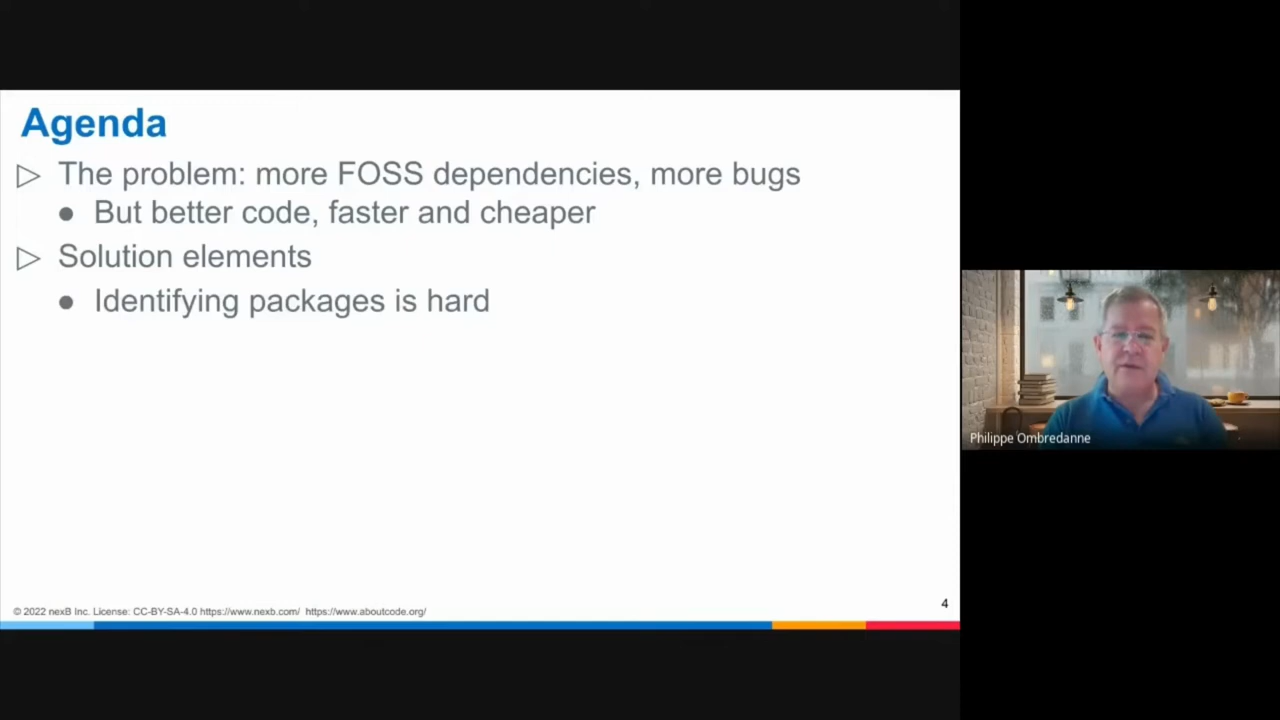 Agenda
▷ The problem: more FOSS dependencies, more bugs
● But better code, faster and cheaper
▷ Solution elements
● Identifying packages is hard
Philippe Ombredanne
© 2022 nexB Inc. License: CC-BY-SA-4.0 https://www.nexb.com/ https://www.aboutcode.org/
4